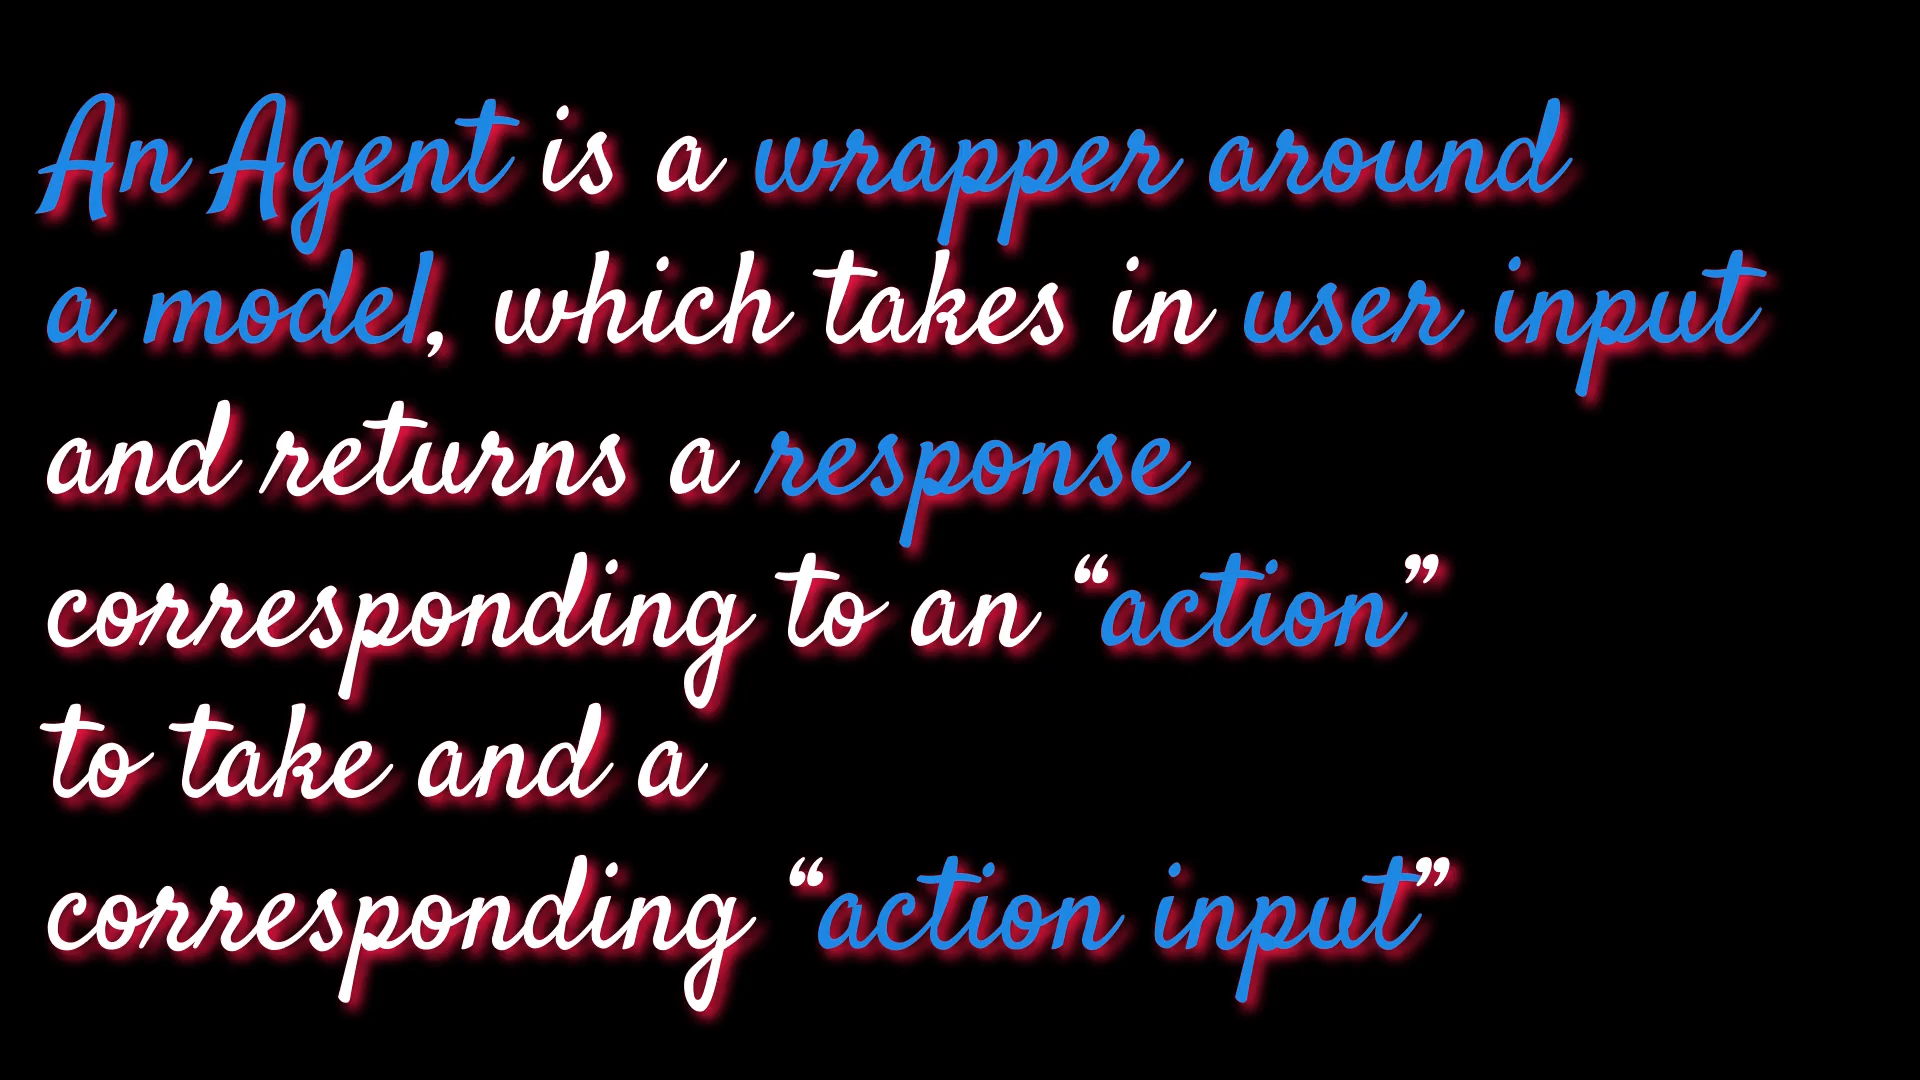 An Agent is a wrapper around
a model, which takes in user input
and returns a response
corresponding to an “action”
to take and a
corresponding “action input”